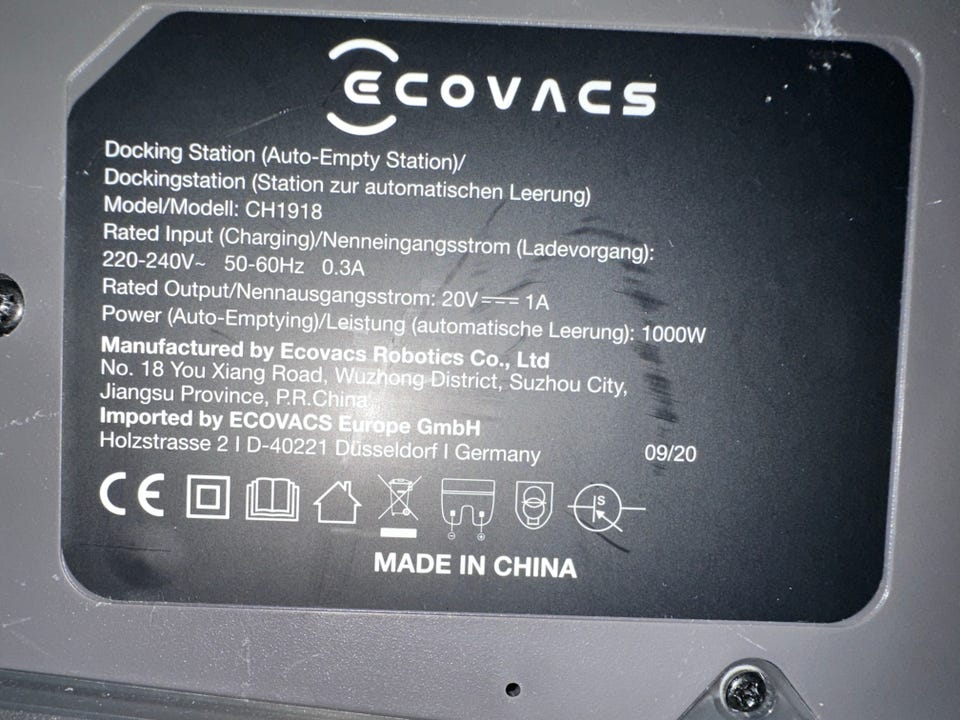 ECOVACS
Docking Station (Auto-Empty Station)/
Dockingstation (Station zur automatischen Leerung)
Model/Modell: CH1918
Rated Input (Charging)/Nenneingangsstrom (Ladevorgang):
220-240V~ 50-60Hz 0.3A
Rated Output/Nennausgangsstrom: 20V⎓1A
Power (Auto-Emptying)/Leistung (automatische Leerung): 1000W
Manufactured by Ecovacs Robotics Co., Ltd
No. 18 You Xiang Road, Wuzhong District, Suzhou City,
Jiangsu Province, P.R.China
Imported by ECOVACS Europe GmbH
Holzstrasse 2 I D-40221 Düsseldorf I Germany 09/20
CE
S
MADE IN CHINA